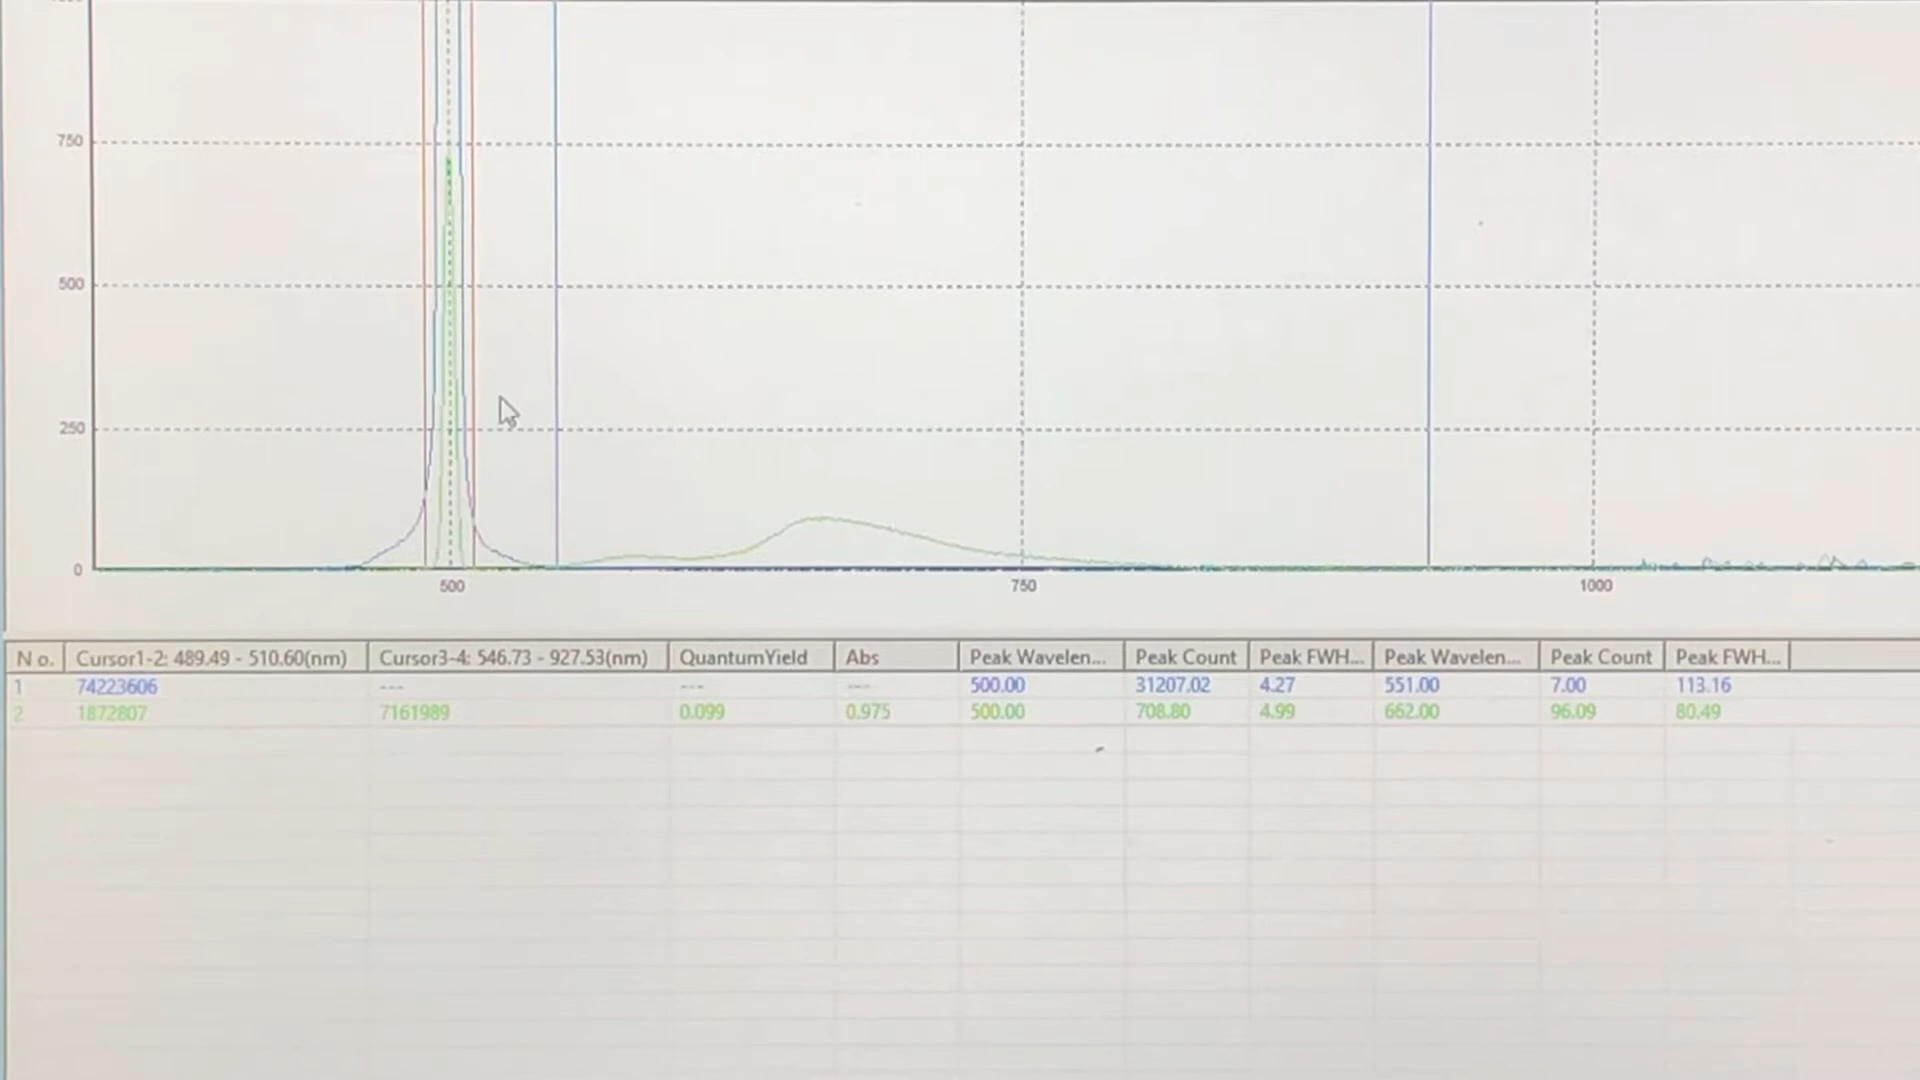 750
500
250
0
500 750 1000
No. Cursor1-2: 489.49 - 510.60(nm) Cursor3-4: 546.73 - 927.53(nm) QuantumYield Abs Peak Wavelen... Peak Count Peak FWH... Peak Wavelen... Peak Count Peak FWH...
1 74223606 --- --- --- 500.00 31207.02 4.27 551.00 7.00 113.16
2 1872807 7161989 0.099 0.975 500.00 708.80 4.99 662.00 96.09 80.49